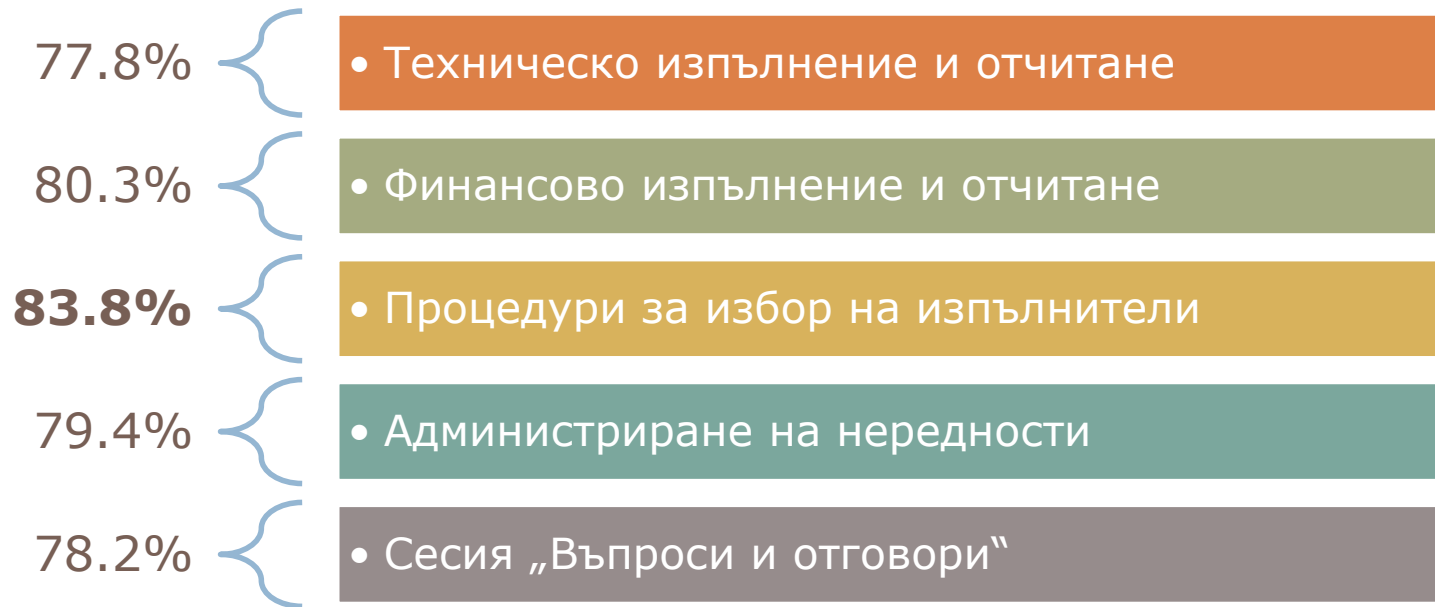 77.8%
• Техническо изпълнение и отчитане
80.3%
• Финансово изпълнение и отчитане
83.8%
• Процедури за избор на изпълнители
79.4%
• Администриране на нередности
78.2%
• Сесия „Въпроси и отговори“